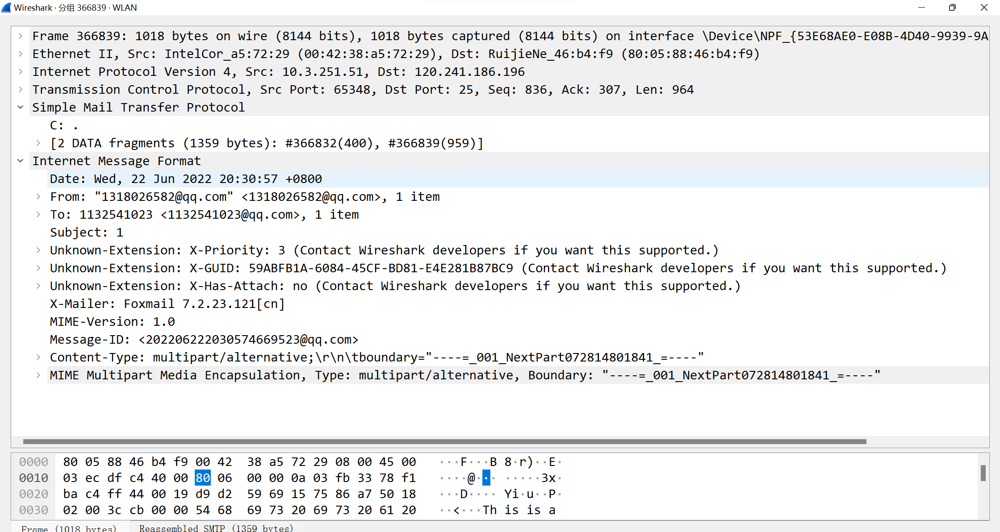 Wireshark · 分组 366839 · WLAN
Frame 366839: 1018 bytes on wire (8144 bits), 1018 bytes captured (8144 bits) on interface \Device\NPF_{53E68AE0-E08B-4D40-9939-9A
Ethernet II, Src: IntelCor_a5:72:29 (00:42:38:a5:72:29), Dst: RuijieNe_46:b4:f9 (80:05:88:46:b4:f9)
Internet Protocol Version 4, Src: 10.3.251.51, Dst: 120.241.186.196
Transmission Control Protocol, Src Port: 65348, Dst Port: 25, Seq: 836, Ack: 307, Len: 964
Simple Mail Transfer Protocol
C: .
[2 DATA fragments (1359 bytes): #366832(400), #366839(959)]
Internet Message Format
Date: Wed, 22 Jun 2022 20:30:57 +0800
From: "1318026582@qq.com" <1318026582@qq.com>, 1 item
To: 1132541023 <1132541023@qq.com>, 1 item
Subject: 1
Unknown-Extension: X-Priority: 3 (Contact Wireshark developers if you want this supported.)
Unknown-Extension: X-GUID: 59ABFB1A-6084-45CF-BD81-E4E281B87BC9 (Contact Wireshark developers if you want this supported.)
Unknown-Extension: X-Has-Attach: no (Contact Wireshark developers if you want this supported.)
X-Mailer: Foxmail 7.2.23.121[cn]
MIME-Version: 1.0
Message-ID: <202206222030574669523@qq.com>
Content-Type: multipart/alternative;\r\n\tboundary="----=_001_NextPart072814801841_=----"
MIME Multipart Media Encapsulation, Type: multipart/alternative, Boundary: "----=_001_NextPart072814801841_=----"
0000 80 05 88 46 b4 f9 00 42 38 a5 72 29 08 00 45 00 ···F···B 8·r)··E·
0010 03 ec df c4 40 00 80 06 00 00 0a 03 fb 33 78 f1 ····@··· ·····3x·
0020 ba c4 ff 44 00 19 d9 d2 59 69 15 75 86 a7 50 18 ···D···· Yi·u··P·
0030 02 00 3c cb 00 00 54 68 69 73 20 69 73 20 61 20 ··<···Th is is a
Frame (1018 bytes) Reassembled SMTP (1359 bytes)